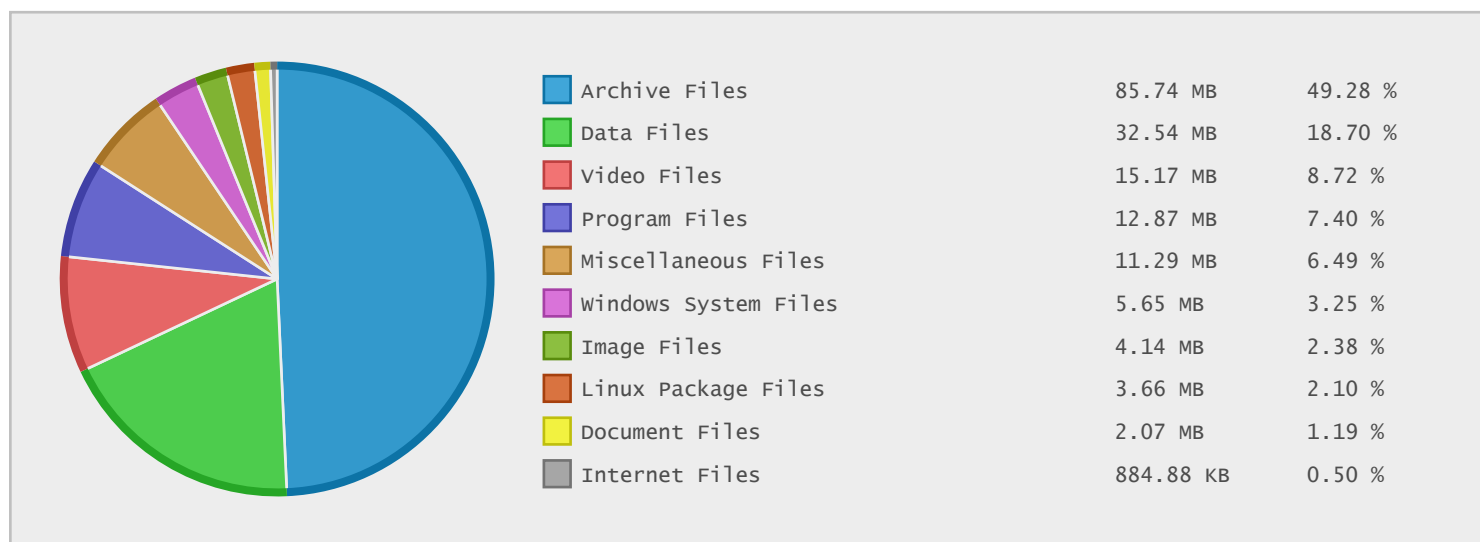 Archive Files 85.74 MB 49.28 %
Data Files 32.54 MB 18.70 %
Video Files 15.17 MB 8.72 %
Program Files 12.87 MB 7.40 %
Miscellaneous Files 11.29 MB 6.49 %
Windows System Files 5.65 MB 3.25 %
Image Files 4.14 MB 2.38 %
Linux Package Files 3.66 MB 2.10 %
Document Files 2.07 MB 1.19 %
Internet Files 884.88 KB 0.50 %